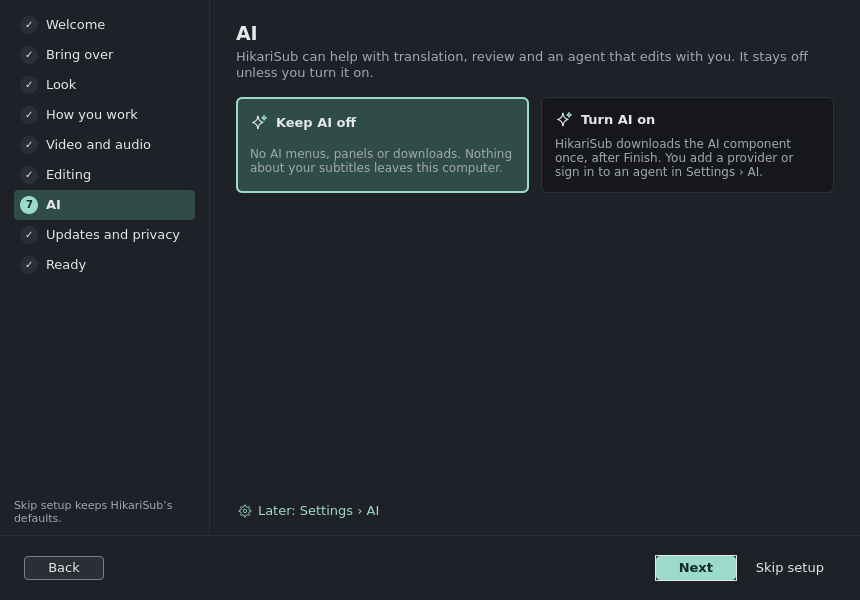 ✓ Welcome
✓ Bring over
✓ Look
✓ How you work
✓ Video and audio
✓ Editing
7 AI
✓ Updates and privacy
✓ Ready
Skip setup keeps HikariSub’s
defaults.
AI
HikariSub can help with translation, review and an agent that edits with you. It stays off
unless you turn it on.
Keep AI off
No AI menus, panels or downloads. Nothing
about your subtitles leaves this computer.
Turn AI on
HikariSub downloads the AI component
once, after Finish. You add a provider or
sign in to an agent in Settings › AI.
Later: Settings › AI
Back
Next
Skip setup